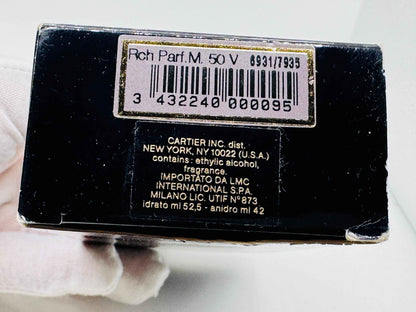 Rch Parf.M. 50 V 8931/7935
3 432240 000095
CARTIER INC. dist.
NEW YORK, NY 10022 (U.S.A.)
contains: ethylic alcohol,
fragrance.
IMPORTATO DA LMC
INTERNATIONAL S.P.A.
MILANO LIC. UTIF N° 873
idrato ml 52,5 - anidro ml 42